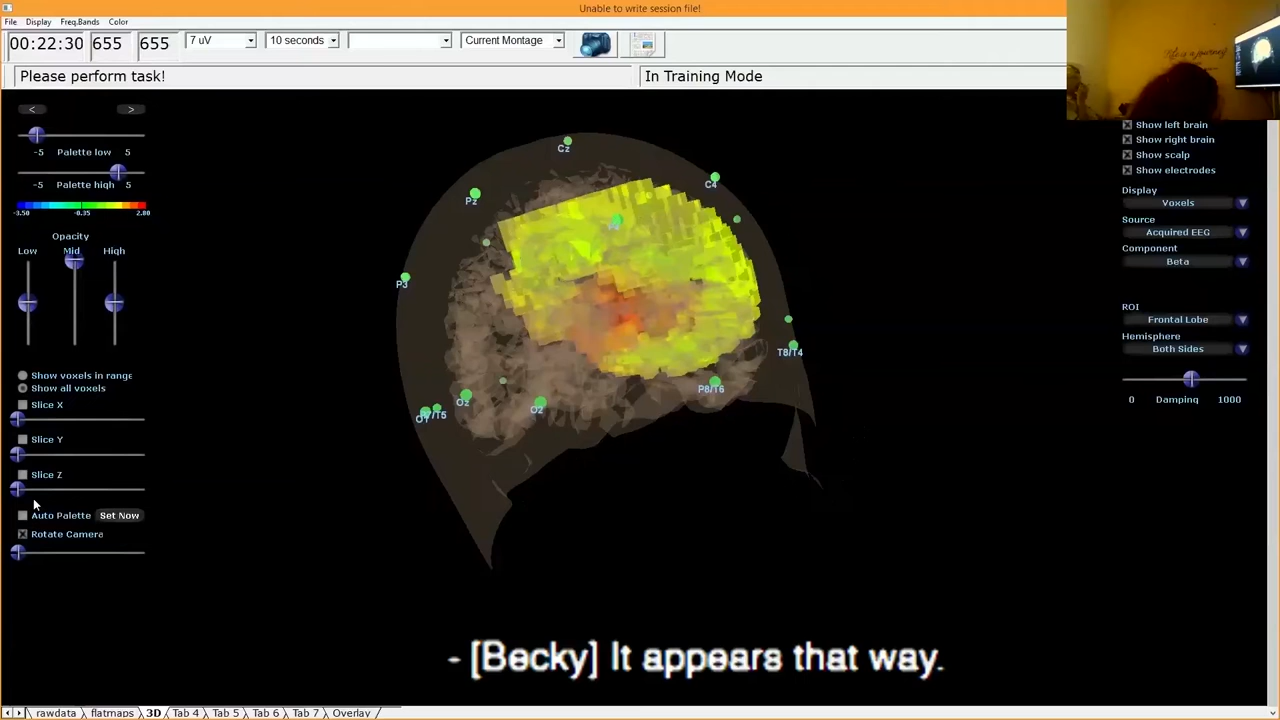 Unable to write session file!
File Display Freq.Bands Color
00:22:30 655 655 7 uV 10 seconds Current Montage
Please perform task! In Training Mode
< >
-5 Palette low 5
-5 Palette high 5
-3.50 -0.35 2.80
Opacity
Low Mid High
Show voxels in range
Show all voxels
Slice X
Slice Y
Slice Z
Auto Palette Set Now
Rotate Camera
Cz
C4
Pz
P3
T8/T4
P8/T6
Oz
O2
Show left brain
Show right brain
Show scalp
Show electrodes
Display
Voxels
Source
Acquired EEG
Component
Beta
ROI
Frontal Lobe
Hemisphere
Both Sides
0 Damping 1000
- [Becky] It appears that way.
rawdata flatmaps 3D Tab 4 Tab 5 Tab 6 Tab 7 Overlay